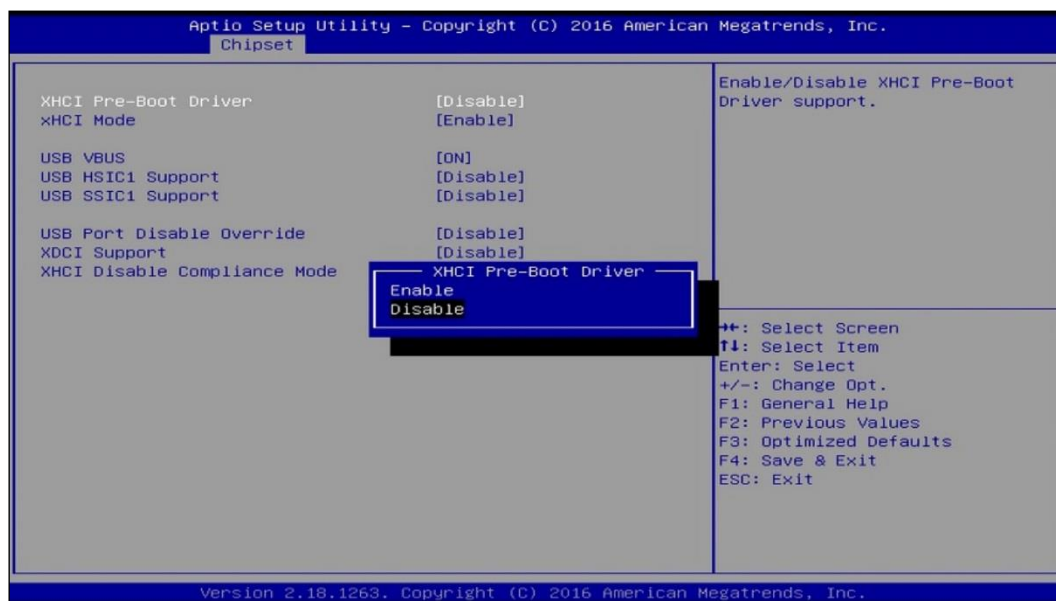 Aptio Setup Utility – Copyright (C) 2016 American Megatrends, Inc.
Chipset
XHCI Pre-Boot Driver [Disable]
xHCI Mode [Enable]
USB VBUS [ON]
USB HSIC1 Support [Disable]
USB SSIC1 Support [Disable]
USB Port Disable Override [Disable]
XDCI Support [Disable]
XHCI Disable Compliance Mode
XHCI Pre-Boot Driver
Enable
Disable
Enable/Disable XHCI Pre-Boot
Driver support.
→←: Select Screen
↑↓: Select Item
Enter: Select
+/-: Change Opt.
F1: General Help
F2: Previous Values
F3: Optimized Defaults
F4: Save & Exit
ESC: Exit
Version 2.18.1263. Copyright (C) 2016 American Megatrends, Inc.